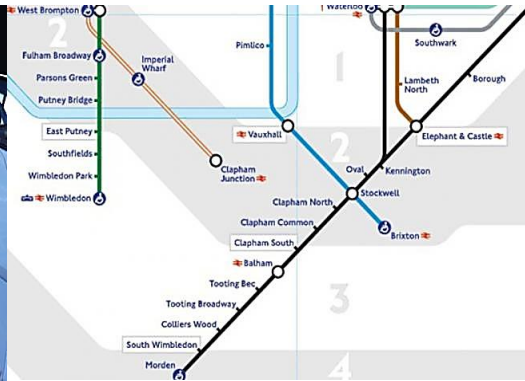 West Brompton
2
Fulham Broadway
Parsons Green
Putney Bridge
East Putney
Southfields
Wimbledon Park
Wimbledon
Imperial
Wharf
Clapham
Junction
Pimlico
Waterloo
Southwark
1
Lambeth
North
Borough
Vauxhall
2
Elephant & Castle
Oval
Kennington
Stockwell
Clapham North
Clapham Common
Clapham South
Brixton
Balham
Tooting Bec
Tooting Broadway
Colliers Wood
South Wimbledon
Morden
3
4